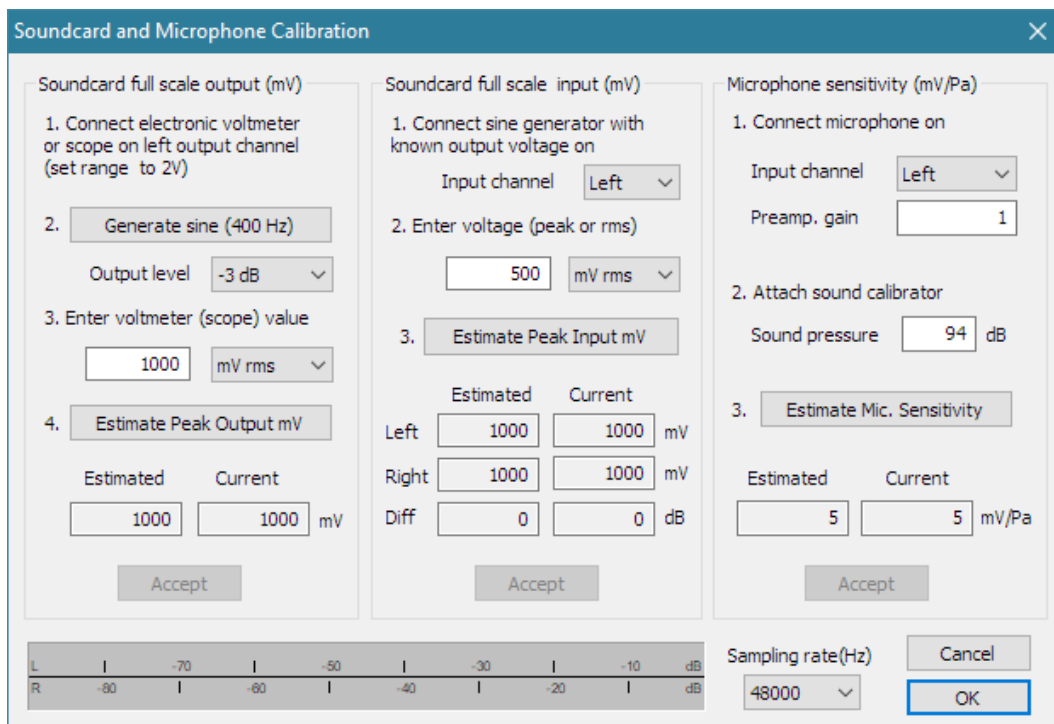 Soundcard and Microphone Calibration
Soundcard full scale output (mV)
1. Connect electronic voltmeter
or scope on left output channel
(set range to 2V)
2. Generate sine (400 Hz)
Output level -3 dB
3. Enter voltmeter (scope) value
1000 mV rms
4. Estimate Peak Output mV
Estimated Current
1000 1000 mV
Accept
Soundcard full scale input (mV)
1. Connect sine generator with
known output voltage on
Input channel Left
2. Enter voltage (peak or rms)
500 mV rms
3. Estimate Peak Input mV
Estimated Current
Left 1000 1000 mV
Right 1000 1000 mV
Diff 0 0 dB
Accept
Microphone sensitivity (mV/Pa)
1. Connect microphone on
Input channel Left
Preamp. gain 1
2. Attach sound calibrator
Sound pressure 94 dB
3. Estimate Mic. Sensitivity
Estimated Current
5 5 mV/Pa
Accept
L -70 -50 -30 -10 dB
R -80 -60 -40 -20 dB
Sampling rate(Hz)
48000
Cancel
OK